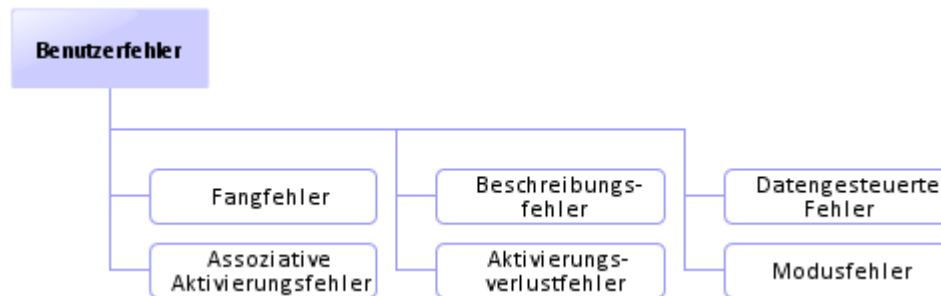 Benutzerfehler
Fangfehler
Beschreibungs-
fehler
Datengesteuerte
Fehler
Assoziative
Aktivierungsfehler
Aktivierungs-
verlustfehler
Modusfehler